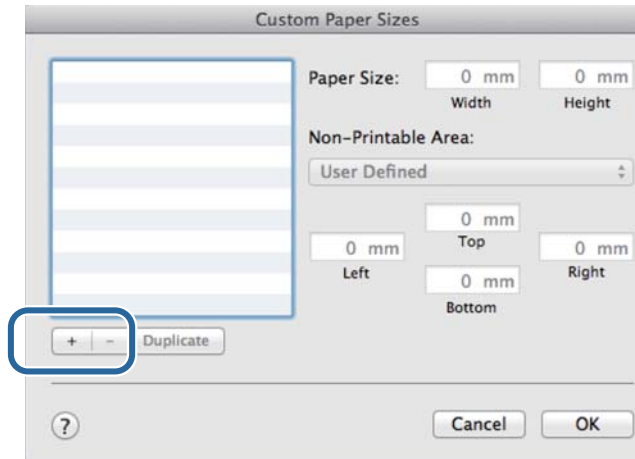 Custom Paper Sizes
Paper Size: 0 mm 0 mm
Width Height
Non-Printable Area:
User Defined
0 mm
Top
0 mm 0 mm
Left Right
0 mm
Bottom
+ - Duplicate
? Cancel OK